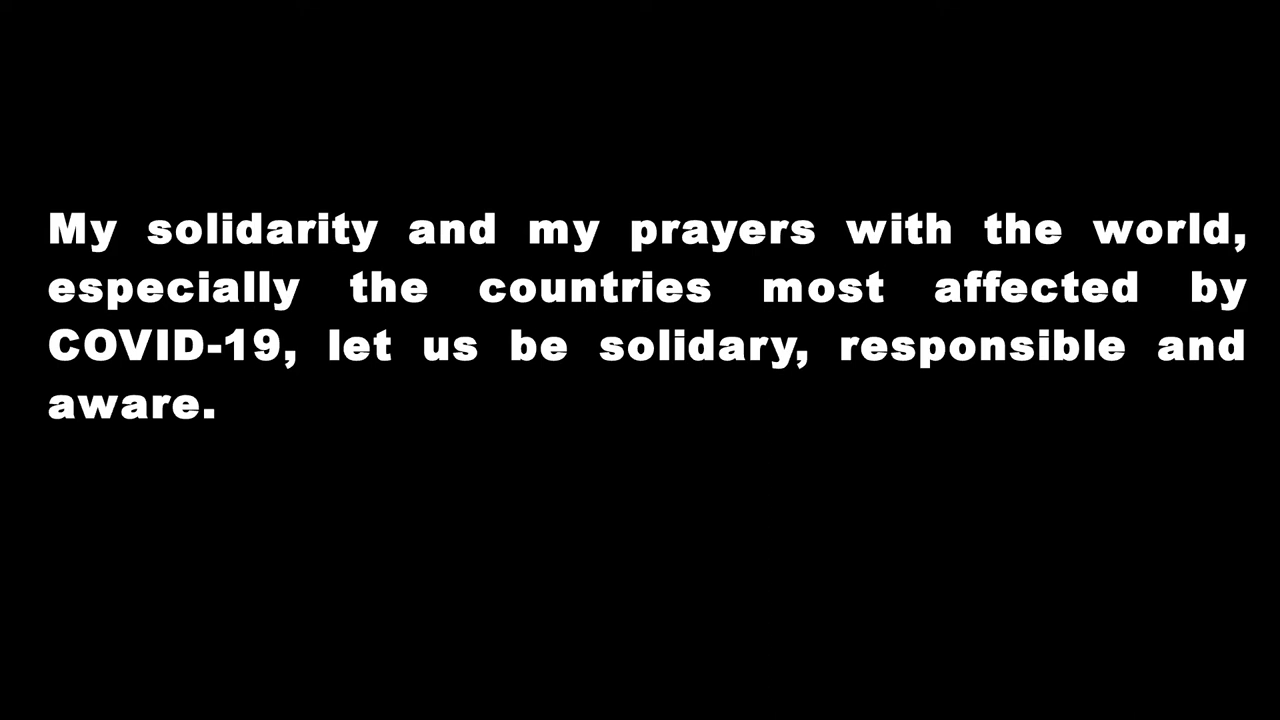 My solidarity and my prayers with the world,
especially the countries most affected by
COVID-19, let us be solidary, responsible and
aware.